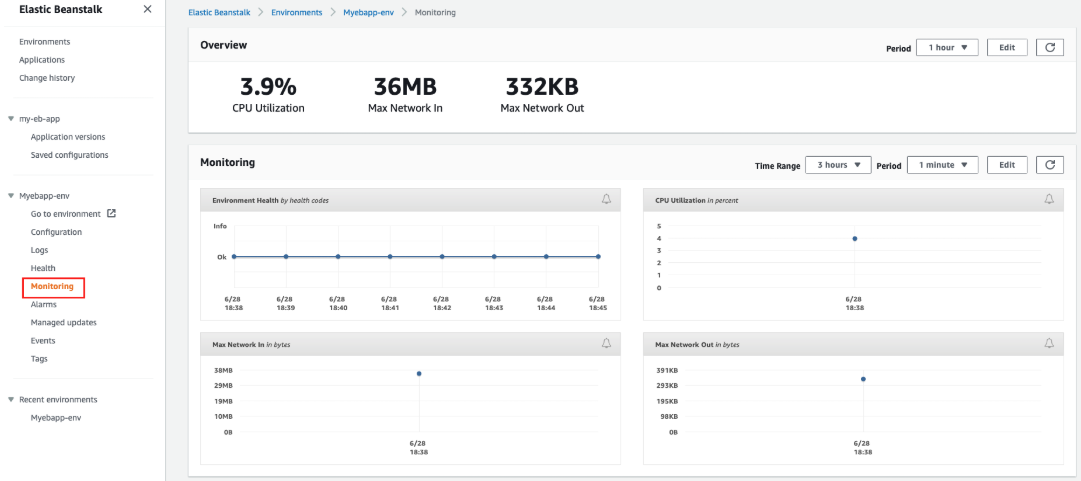 Elastic Beanstalk
Environments
Applications
Change history
my-eb-app
Application versions
Saved configurations
Myebapp-env
Go to environment
Configuration
Logs
Health
Monitoring
Alarms
Managed updates
Events
Tags
Recent environments
Myebapp-env
Elastic Beanstalk > Environments > Myebapp-env > Monitoring
Overview
Period 1 hour Edit
3.9% 36MB 332KB
CPU Utilization Max Network In Max Network Out
Monitoring
Time Range 3 hours Period 1 minute Edit
Environment Health by health codes
Info
Ok
6/28 6/28 6/28 6/28 6/28 6/28 6/28 6/28
18:38 18:39 18:40 18:41 18:42 18:43 18:44 18:45
CPU Utilization in percent
5
4
3
2
1
0
6/28
18:38
Max Network In in bytes
38MB
29MB
19MB
10MB
0B
6/28
18:38
Max Network Out in bytes
391KB
293KB
195KB
98KB
0B
6/28
18:38